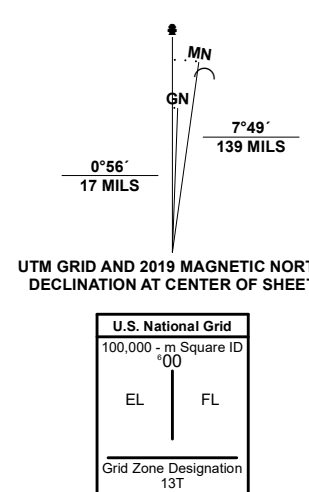 MN
GN
7°49´
139 MILS
0°56´
17 MILS
UTM GRID AND 2019 MAGNETIC NORT
DECLINATION AT CENTER OF SHEET
U.S. National Grid
100,000 - m Square ID
⁶00
EL FL
Grid Zone Designation
13T